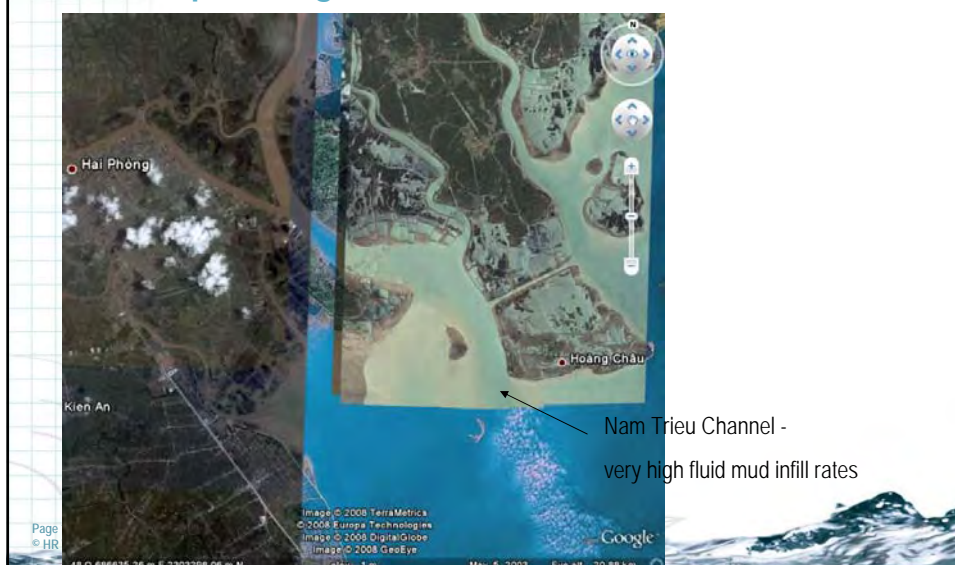 Hai Phòng
N
Hoàng Châu
Kien An
Nam Trieu Channel -
very high fluid mud infill rates
Image © 2008 TerraMetrics
© 2008 Europa Technologies
Image © 2008 DigitalGlobe
Image © 2008 GeoEye
Google
Page
© HR